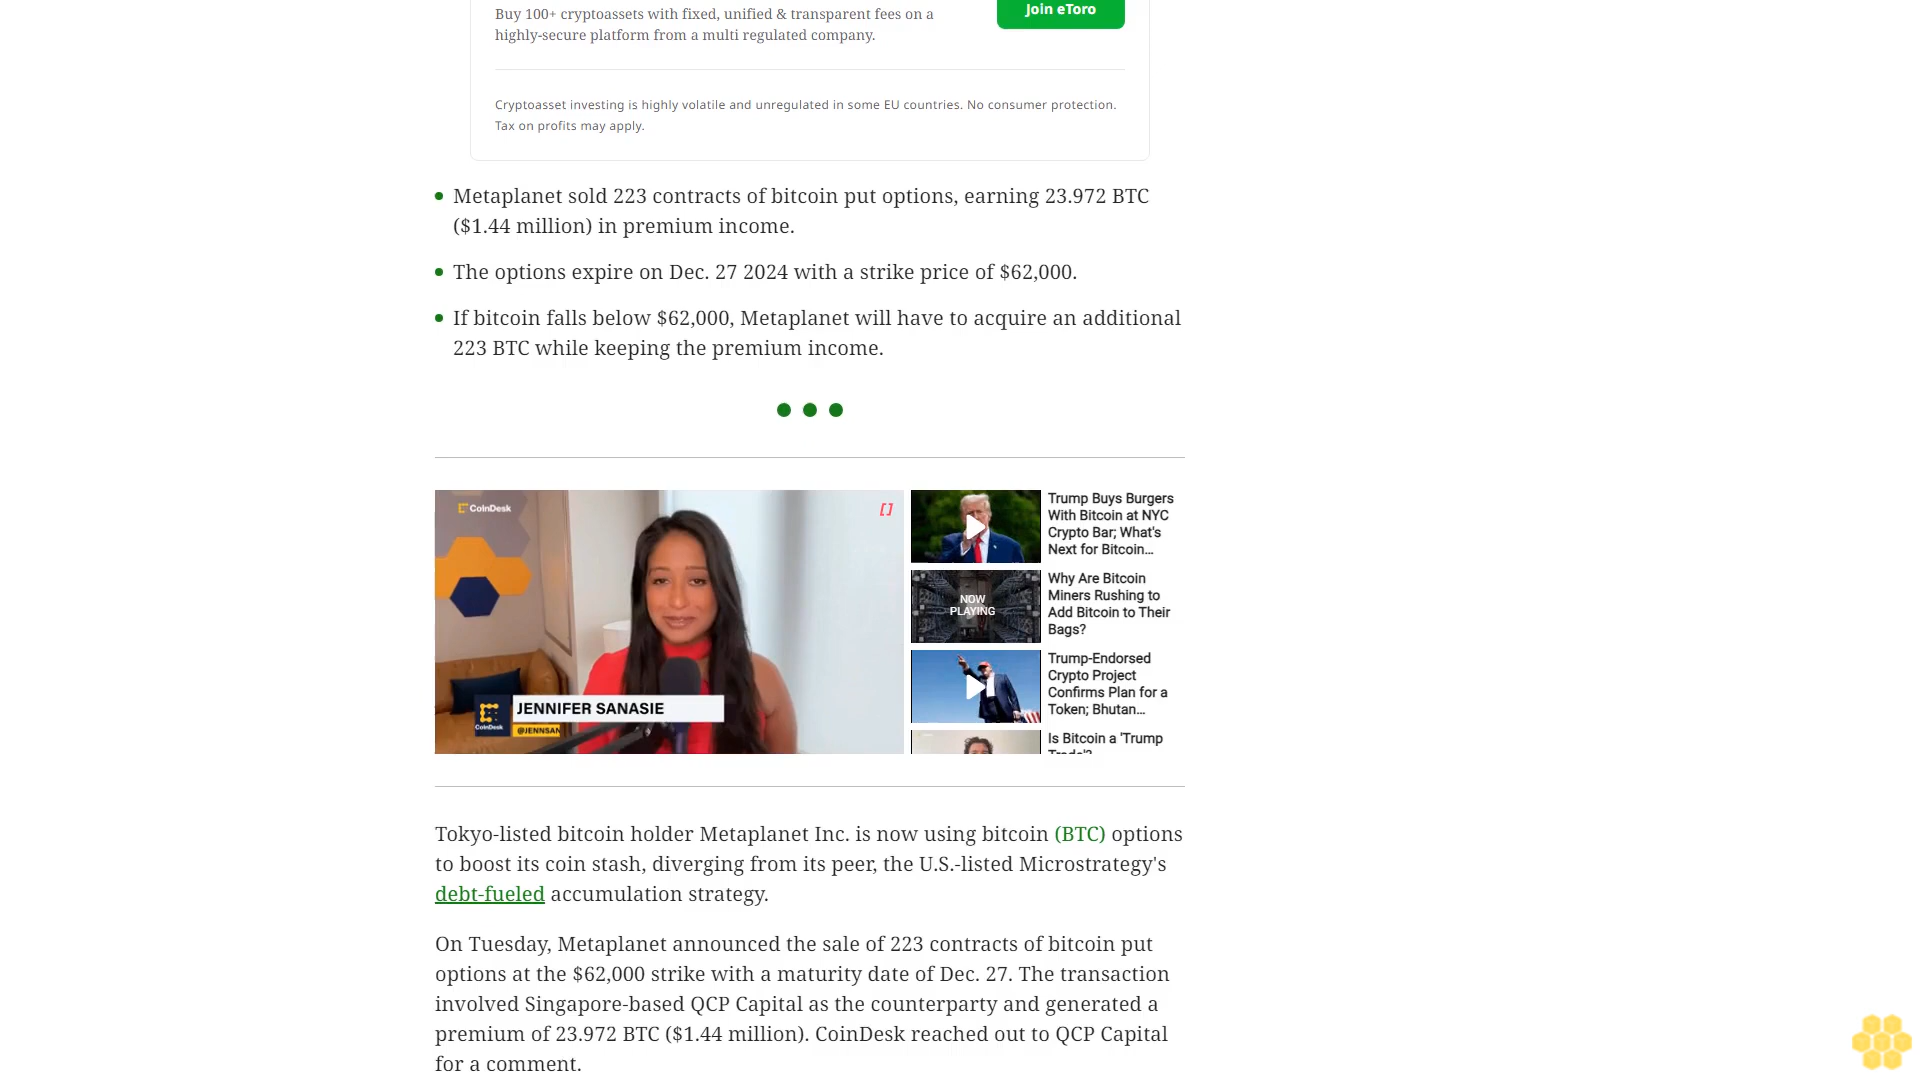 Buy 100+ cryptoassets with fixed, unified & transparent fees on a
highly-secure platform from a multi regulated company.
Join eToro
Cryptoasset investing is highly volatile and unregulated in some EU countries. No consumer protection.
Tax on profits may apply.
Metaplanet sold 223 contracts of bitcoin put options, earning 23.972 BTC
($1.44 million) in premium income.
The options expire on Dec. 27 2024 with a strike price of $62,000.
If bitcoin falls below $62,000, Metaplanet will have to acquire an additional
223 BTC while keeping the premium income.
CoinDesk
[ ]
JENNIFER SANASIE
CoinDesk
@JENNSAN
Trump Buys Burgers
With Bitcoin at NYC
Crypto Bar; What's
Next for Bitcoin...
NOW
PLAYING
Why Are Bitcoin
Miners Rushing to
Add Bitcoin to Their
Bags?
Trump-Endorsed
Crypto Project
Confirms Plan for a
Token; Bhutan...
Is Bitcoin a 'Trump
Trade'?
Tokyo-listed bitcoin holder Metaplanet Inc. is now using bitcoin (BTC) options
to boost its coin stash, diverging from its peer, the U.S.-listed Microstrategy's
debt-fueled accumulation strategy.
On Tuesday, Metaplanet announced the sale of 223 contracts of bitcoin put
options at the $62,000 strike with a maturity date of Dec. 27. The transaction
involved Singapore-based QCP Capital as the counterparty and generated a
premium of 23.972 BTC ($1.44 million). CoinDesk reached out to QCP Capital
for a comment.